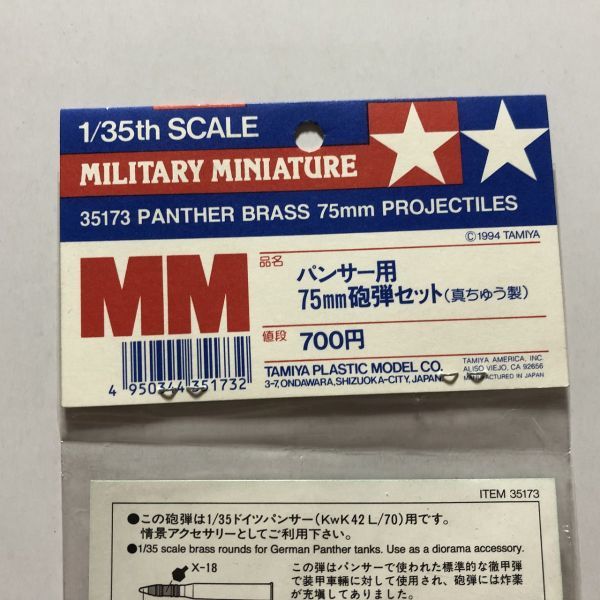 1/35th SCALE
MILITARY MINIATURE
35173 PANTHER BRASS 75mm PROJECTILES
©1994 TAMIYA
MM
品名
パンサー用
75mm砲弾セット(真ちゅう製)
値段
700円
4 950344 351732
TAMIYA PLASTIC MODEL CO.
3-7, ONDAWARA, SHIZUOKA-CITY, JAPAN
TAMIYA AMERICA, INC.
ALISO VIEJO, CA 92656
MANUFACTURED IN JAPAN
ITEM 35173
●この砲弾は1/35ドイツパンサー(KwK42L/70)用です。
情景アクセサリーとしてご利用下さい。
●1/35 scale brass rounds for German Panther tanks. Use as a diorama accessory.
X-18
この弾はパンサーで使われた標準的な徹甲弾
で装甲車輌に対して使用され、砲弾には炸薬
が充塡してありました。